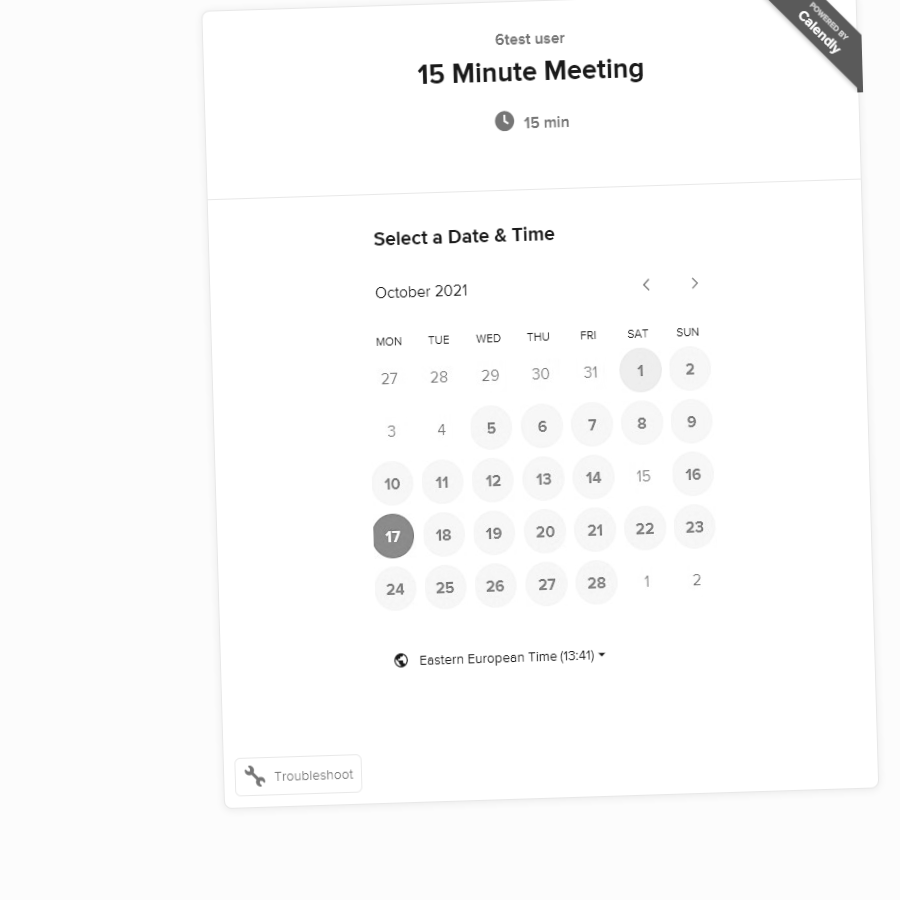 POWERED BY
Calendly
6test user
15 Minute Meeting
15 min
Select a Date & Time
October 2021
MON TUE WED THU FRI SAT SUN
27 28 29 30 31 1 2
3 4 5 6 7 8 9
10 11 12 13 14 15 16
17 18 19 20 21 22 23
24 25 26 27 28 1 2
Eastern European Time (13:41)
Troubleshoot